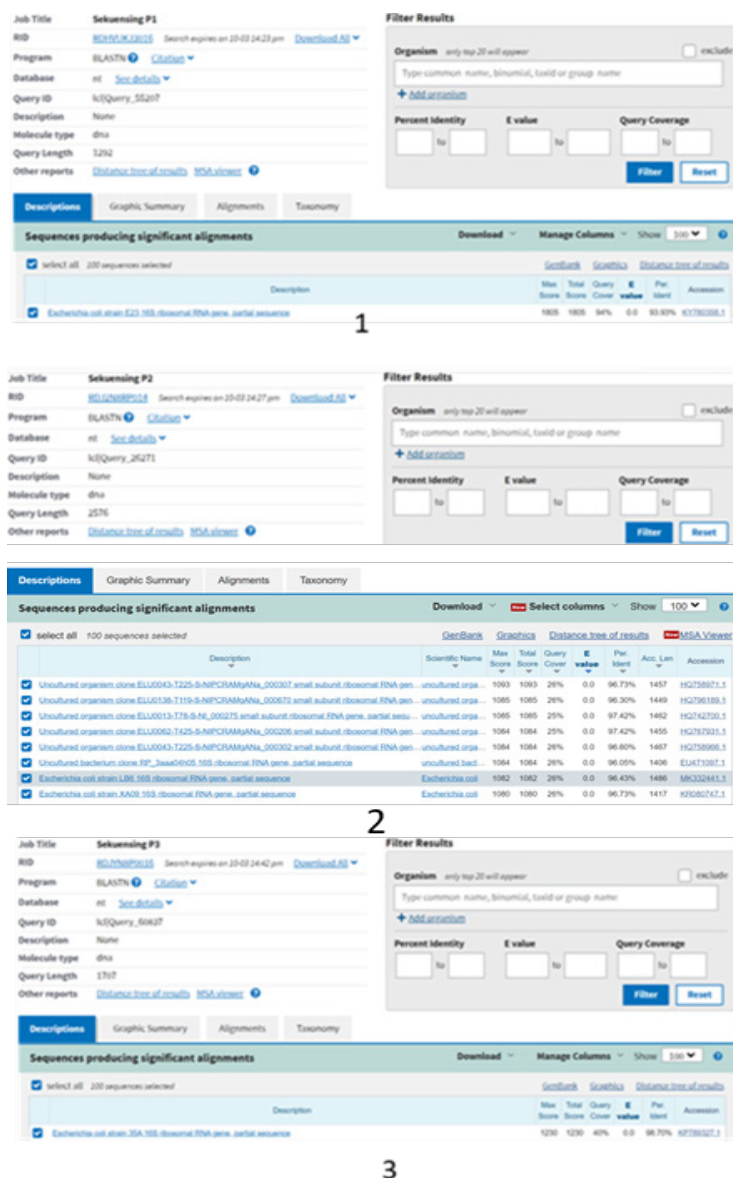 Job Title Sekuensing P1
RID Search expires on 10-03 14:23 pm Download All
Program BLASTN Citation
Database nt See details
Query ID lcl|Query_55207
Description None
Molecule type dna
Query Length 1292
Other reports Distance tree of results MSA viewer
Filter Results
Organism only top 20 will appear exclude
Type common name, binomial, taxid or group name
Add organism
Percent Identity E value Query Coverage
to to to
Filter Reset
Descriptions Graphic Summary Alignments Taxonomy
Sequences producing significant alignments Download Manage Columns Show 100
select all 100 sequences selected GenBank Graphics Distance tree of results
Description Max Score Total Score Query Cover E value Per. Ident Accession
Escherichia coli strain E23 16S ribosomal RNA gene, partial sequence 1805 1805 94% 0.0 93.93% KY780358.1
1
Job Title Sekuensing P2
RID Search expires on 10-03 14:27 pm Download All
Program BLASTN Citation
Database nt See details
Query ID lcl|Query_26271
Description None
Molecule type dna
Query Length 2576
Other reports Distance tree of results MSA viewer
Filter Results
Organism only top 20 will appear exclude
Type common name, binomial, taxid or group name
Add organism
Percent Identity E value Query Coverage
to to to
Filter Reset
Descriptions Graphic Summary Alignments Taxonomy
Sequences producing significant alignments Download New Select columns Show 100
select all 100 sequences selected GenBank Graphics Distance tree of results New MSA Viewer
Description Scientific Name Max Score Total Score Query Cover E value Per. Ident Acc. Len Accession
Uncultured organism clone ELU0043-T225-S-NIPCRAMgANa_000307 small subunit ribosomal RNA gen... uncultured orga... 1093 1093 26% 0.0 96.73% 1457 HQ758971.1
Uncultured organism clone ELU0136-T119-S-NIPCRAMgANa_000670 small subunit ribosomal RNA gen... uncultured orga... 1085 1085 26% 0.0 96.30% 1449 HQ796189.1
Uncultured organism clone ELU0013-T78-S-NI_000275 small subunit ribosomal RNA gene, partial sequ... uncultured orga... 1085 1085 25% 0.0 97.42% 1462 HQ742700.1
Uncultured organism clone ELU0062-T425-S-NIPCRAMgANa_000206 small subunit ribosomal RNA gen... uncultured orga... 1084 1084 25% 0.0 97.42% 1455 HQ767931.1
Uncultured organism clone ELU0043-T225-S-NIPCRAMgANa_000302 small subunit ribosomal RNA gen... uncultured orga... 1084 1084 26% 0.0 96.60% 1467 HQ758966.1
Uncultured bacterium clone RP_3aaa04h05 16S ribosomal RNA gene, partial sequence uncultured bact... 1084 1084 26% 0.0 96.05% 1406 EU471097.1
Escherichia coli strain LB6 16S ribosomal RNA gene, partial sequence Escherichia coli 1082 1082 26% 0.0 96.43% 1486 MK332441.1
Escherichia coli strain XA09 16S ribosomal RNA gene, partial sequence Escherichia coli 1080 1080 26% 0.0 96.73% 1417 KR080747.1
2
Job Title Sekuensing P3
RID Search expires on 10-03 14:42 pm Download All
Program BLASTN Citation
Database nt See details
Query ID lcl|Query_60827
Description None
Molecule type dna
Query Length 1707
Other reports Distance tree of results MSA viewer
Filter Results
Organism only top 20 will appear exclude
Type common name, binomial, taxid or group name
Add organism
Percent Identity E value Query Coverage
to to to
Filter Reset
Descriptions Graphic Summary Alignments Taxonomy
Sequences producing significant alignments Download Manage Columns Show 100
select all 100 sequences selected GenBank Graphics Distance tree of results
Description Max Score Total Score Query Cover E value Per. Ident Accession
Escherichia coli strain 35A 16S ribosomal RNA gene, partial sequence 1230 1230 40% 0.0 98.70% KP789327.1
3